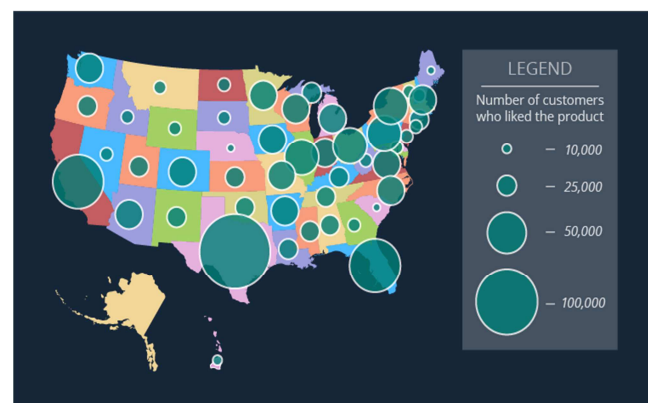 LEGEND
Number of customers
who liked the product
– 10,000
– 25,000
– 50,000
– 100,000